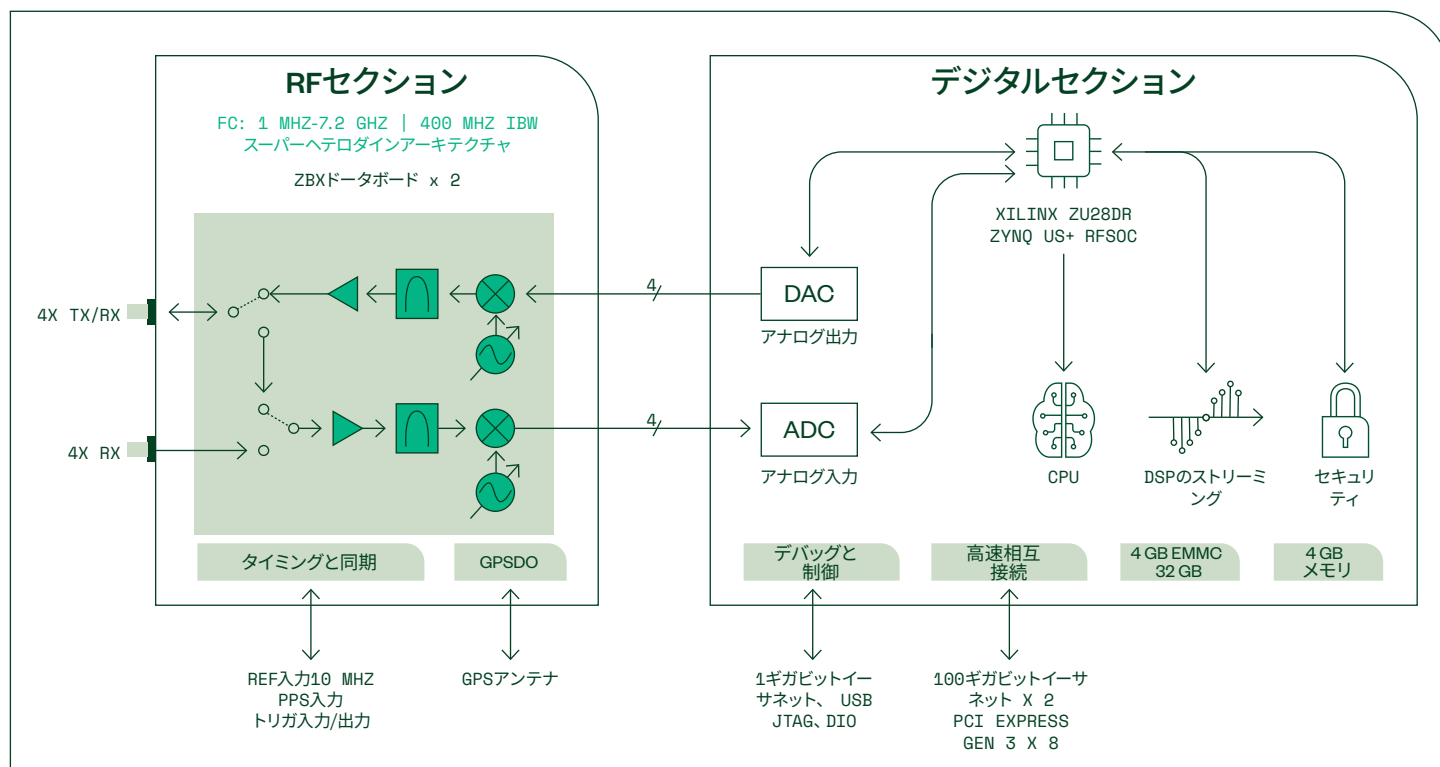 RFセクション
FC: 1 MHZ-7.2 GHZ | 400 MHZ IBW
スーパーヘテロダインアーキテクチャ
ZBXドータボード x 2
4X TX/RX
4X RX
タイミングと同期
GPSDO
REF入力10 MHZ
PPS入力
トリガ入力/出力
GPSアンテナ
4
4
デジタルセクション
XILINX ZU28DR
ZYNQ US+ RFSOC
DAC
アナログ出力
ADC
アナログ入力
CPU
DSPのストリーミ
ング
セキュリ
ティ
デバッグと
制御
高速相互
接続
4 GB EMMC
32 GB
4 GB
メモリ
1ギガビットイー
サネット、 USB
JTAG、DIO
100ギガビットイーサ
ネット X 2
PCI EXPRESS
GEN 3 X 8